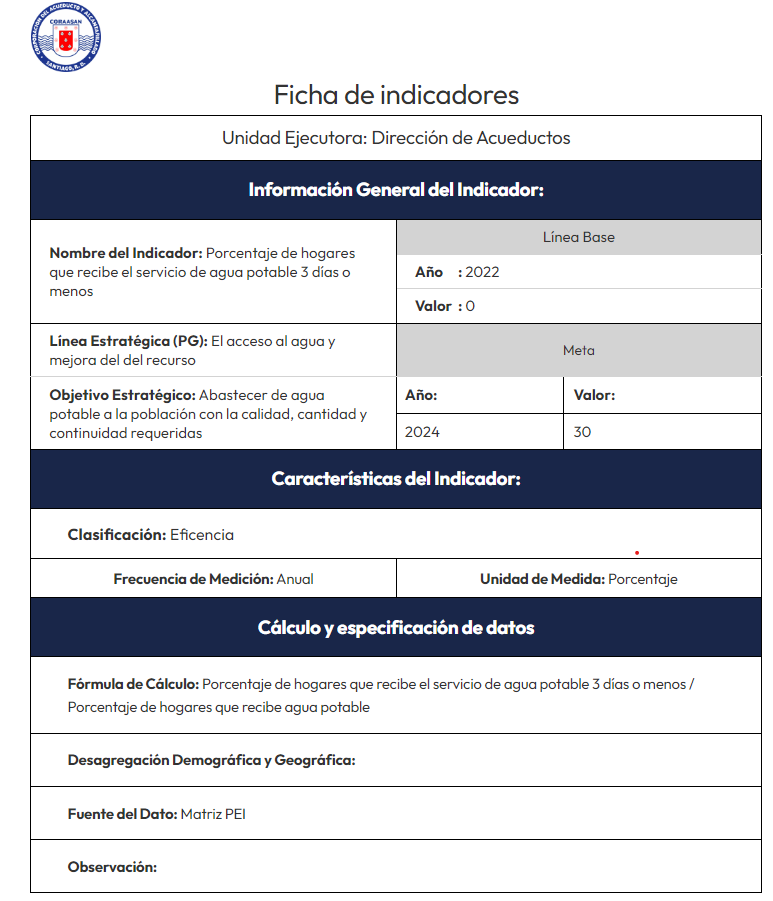 CORPORACIÓN DEL ACUEDUCTO Y ALCANTARILLADO
CORAASAN
SANTIAGO, R. D.
Ficha de indicadores
Unidad Ejecutora: Dirección de Acueductos
Información General del Indicador:
Nombre del Indicador: Porcentaje de hogares
que recibe el servicio de agua potable 3 días o
menos
Línea Base
Año : 2022
Valor : 0
Línea Estratégica (PG): El acceso al agua y
mejora del del recurso
Meta
Objetivo Estratégico: Abastecer de agua
potable a la población con la calidad, cantidad y
continuidad requeridas
Año:
Valor:
2024
30
Características del Indicador:
Clasificación: Eficencia
Frecuencia de Medición: Anual
Unidad de Medida: Porcentaje
Cálculo y especificación de datos
Fórmula de Cálculo: Porcentaje de hogares que recibe el servicio de agua potable 3 días o menos /
Porcentaje de hogares que recibe agua potable
Desagregación Demográfica y Geográfica:
Fuente del Dato: Matriz PEI
Observación: